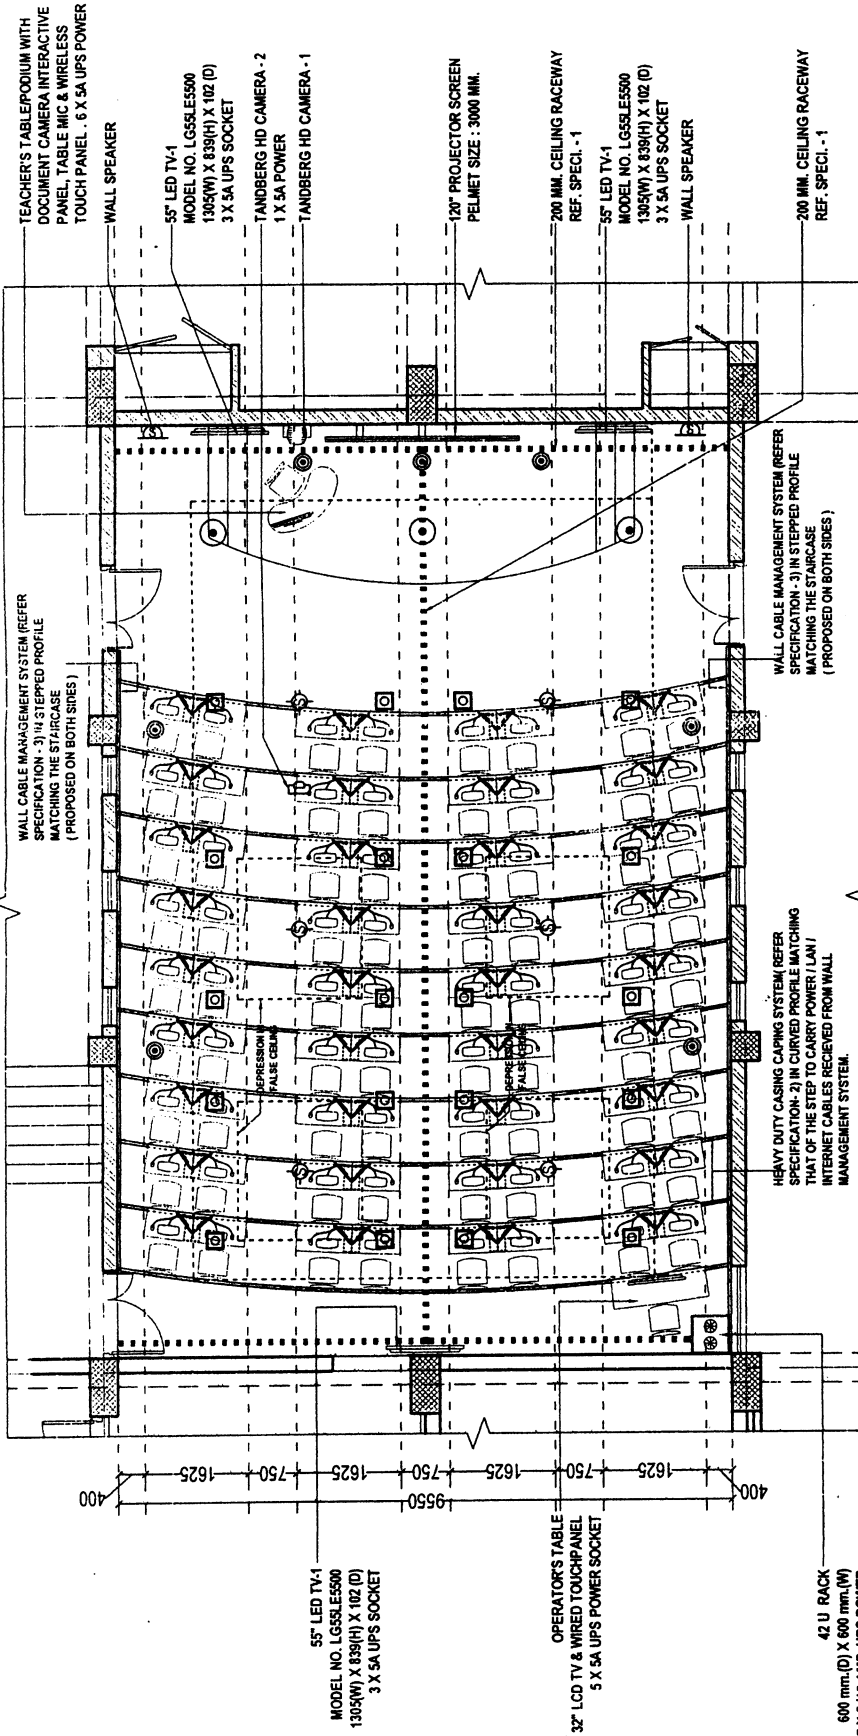 TEACHER'S TABLE/PODIUM WITH
DOCUMENT CAMERA INTERACTIVE
PANEL, TABLE MIC & WIRELESS
TOUCH PANEL . 6 X 5A UPS POWER
WALL SPEAKER
55" LED TV-1
MODEL NO. LG55LE5500
1305(W) X 839(H) X 102 (D)
3 X 5A UPS SOCKET
TANDBERG HD CAMERA - 2
1 X 5A POWER
TANDBERG HD CAMERA - 1
120" PROJECTOR SCREEN
PELMET SIZE : 3000 MM.
200 MM. CEILING RACEWAY
REF. SPECI. - 1
55" LED TV-1
MODEL NO. LG55LE5500
1305(W) X 839(H) X 102 (D)
3 X 5A UPS SOCKET
WALL SPEAKER
200 MM. CEILING RACEWAY
REF. SPECI. - 1
WALL CABLE MANAGEMENT SYSTEM (REFER
SPECIFICATION - 3) IN STEPPED PROFILE
MATCHING THE STAIRCASE
( PROPOSED ON BOTH SIDES )
WALL CABLE MANAGEMENT SYSTEM (REFER
SPECIFICATION - 3) IN STEPPED PROFILE
MATCHING THE STAIRCASE
( PROPOSED ON BOTH SIDES )
DEPRESSION IN
FALSE CEILING
DEPRESSION IN
FALSE CEILING
HEAVY DUTY CASING CAPING SYSTEM( REFER
SPECIFICATION- 2) IN CURVED PROFILE MATCHING
THAT OF THE STEP TO CARRY POWER / LAN /
INTERNET CABLES RECIEVED FROM WALL
MANAGEMENT SYSTEM.
400
1625
750
1625
750
1625
750
1625
400
9550
55" LED TV-1
MODEL NO. LG55LE5500
1305(W) X 839(H) X 102 (D)
3 X 5A UPS SOCKET
OPERATOR'S TABLE
32" LCD TV & WIRED TOUCHPANEL
5 X 5A UPS POWER SOCKET
42 U RACK
600 mm.(D) X 600 mm.(W)
S
S
S
S
S
S
S
S